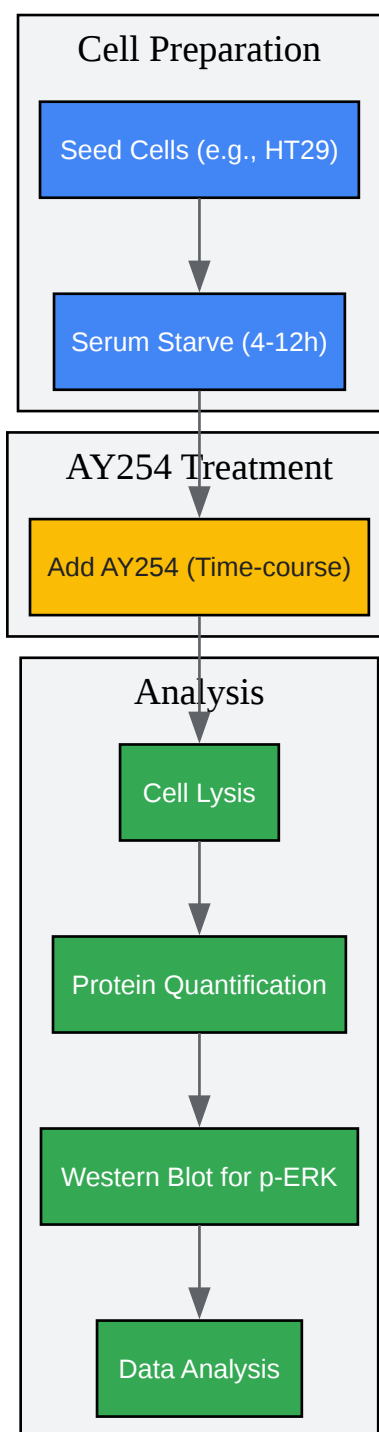 Cell Preparation
Seed Cells (e.g., HT29)
Serum Starve (4-12h)
AY254 Treatment
Add AY254 (Time-course)
Analysis
Cell Lysis
Protein Quantification
Western Blot for p-ERK
Data Analysis